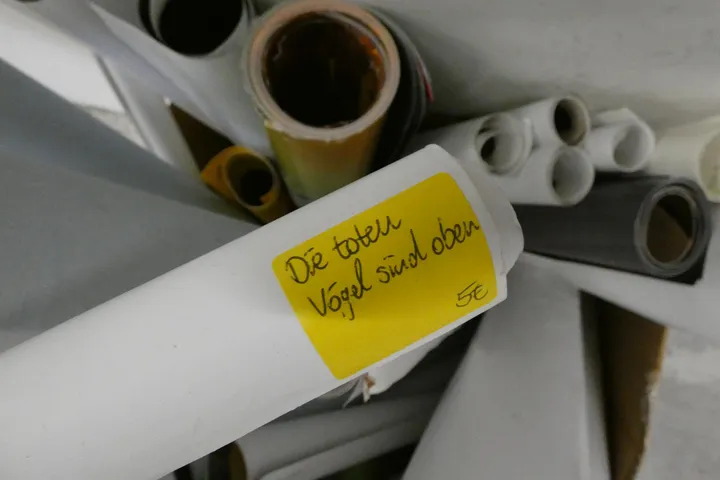 Die toten
Vögel sind oben
5€